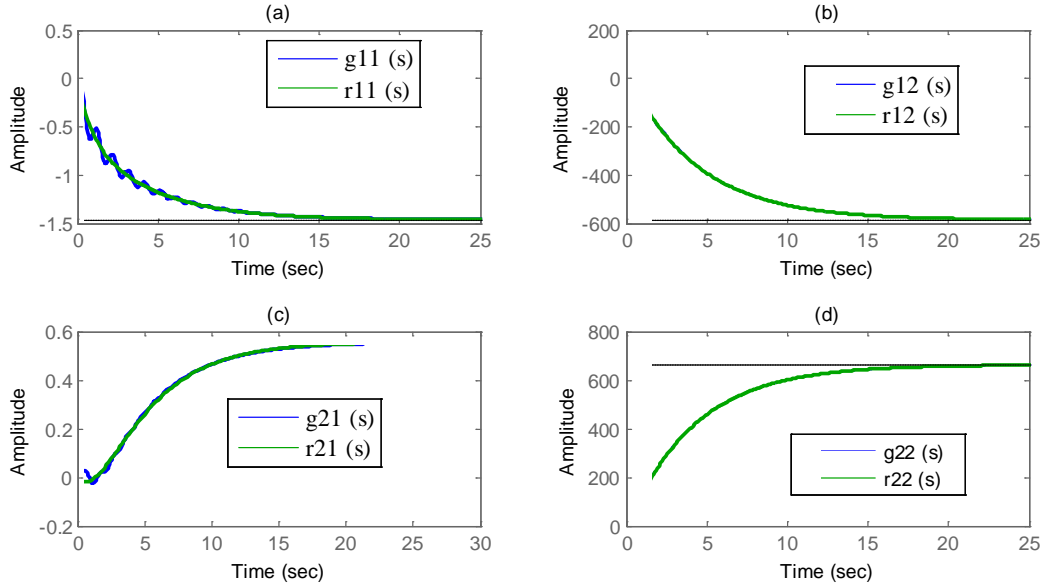 (a)
0.5
0
-0.5
-1
-1.5
Amplitude
g11 (s)
r11 (s)
0 5 10 15 20 25
Time (sec)
(b)
200
0
-200
-400
-600
Amplitude
g12 (s)
r12 (s)
0 5 10 15 20 25
Time (sec)
(c)
0.6
0.4
0.2
0
-0.2
Amplitude
g21 (s)
r21 (s)
0 5 10 15 20 25 30
Time (sec)
(d)
800
600
400
200
0
Amplitude
g22 (s)
r22 (s)
0 5 10 15 20 25
Time (sec)